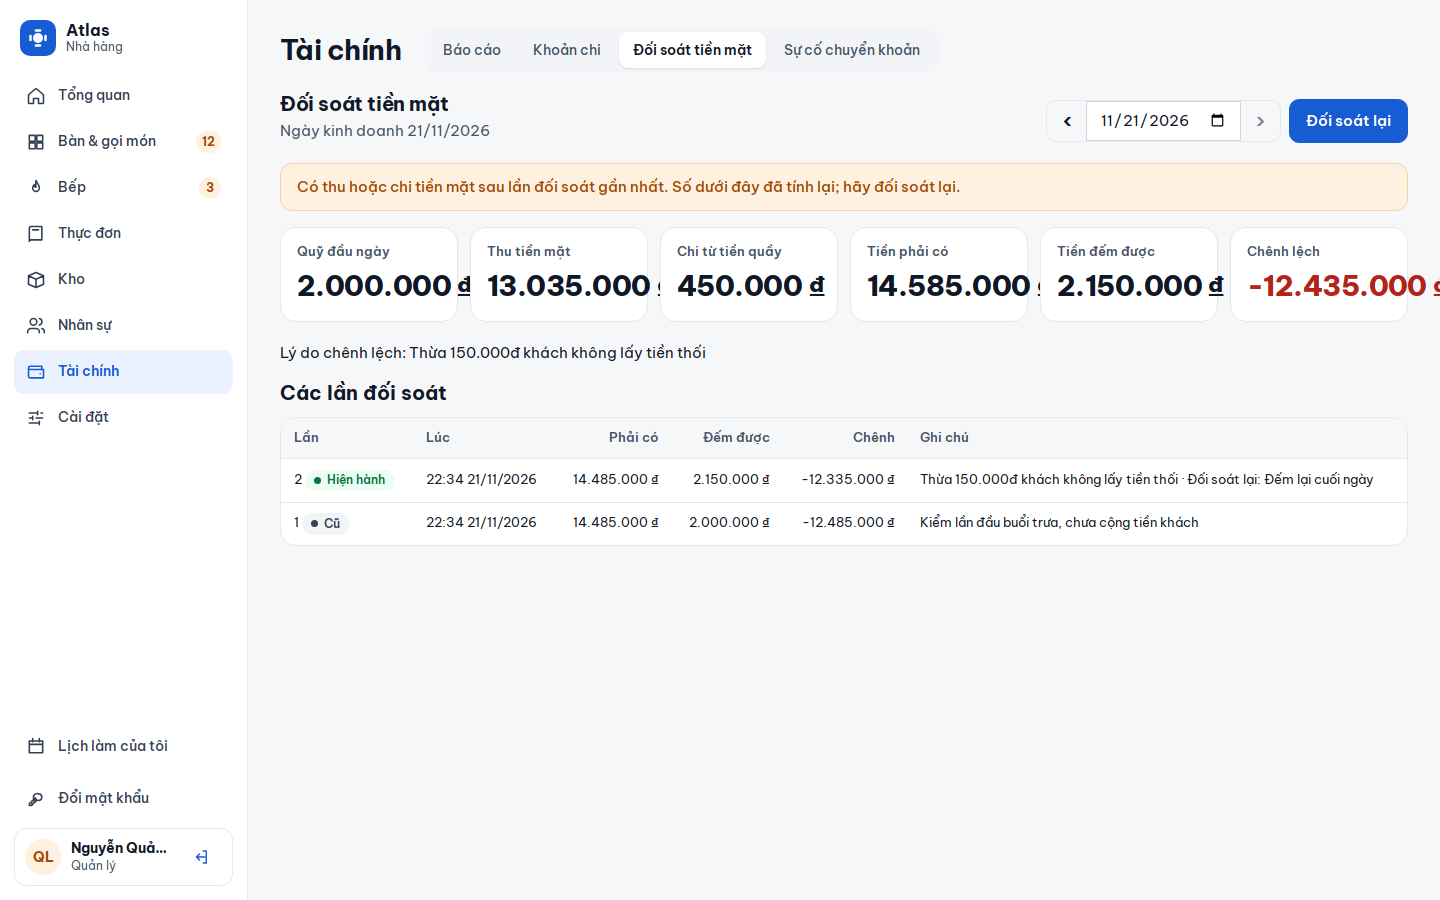 Atlas
Nhà hàng
Tổng quan
Bàn & gọi món 12
Bếp 3
Thực đơn
Kho
Nhân sự
Tài chính
Cài đặt
Lịch làm của tôi
Đổi mật khẩu
QL Nguyễn Quả...
Quản lý
Tài chính Báo cáo Khoản chi Đối soát tiền mặt Sự cố chuyển khoản
Đối soát tiền mặt
Ngày kinh doanh 21/11/2026
11/21/2026 Đối soát lại
Có thu hoặc chi tiền mặt sau lần đối soát gần nhất. Số dưới đây đã tính lại; hãy đối soát lại.
Quỹ đầu ngày Thu tiền mặt Chi từ tiền quầy Tiền phải có Tiền đếm được Chênh lệch
2.000.000 ₫ 13.035.000 450.000 ₫ 14.585.000 2.150.000 ₫ -12.435.000
Lý do chênh lệch: Thừa 150.000đ khách không lấy tiền thối
Các lần đối soát
Lần Lúc Phải có Đếm được Chênh Ghi chú
2 Hiện hành 22:34 21/11/2026 14.485.000 ₫ 2.150.000 ₫ -12.335.000 ₫ Thừa 150.000đ khách không lấy tiền thối · Đối soát lại: Đếm lại cuối ngày
1 Cũ 22:34 21/11/2026 14.485.000 ₫ 2.000.000 ₫ -12.485.000 ₫ Kiểm lần đầu buổi trưa, chưa cộng tiền khách